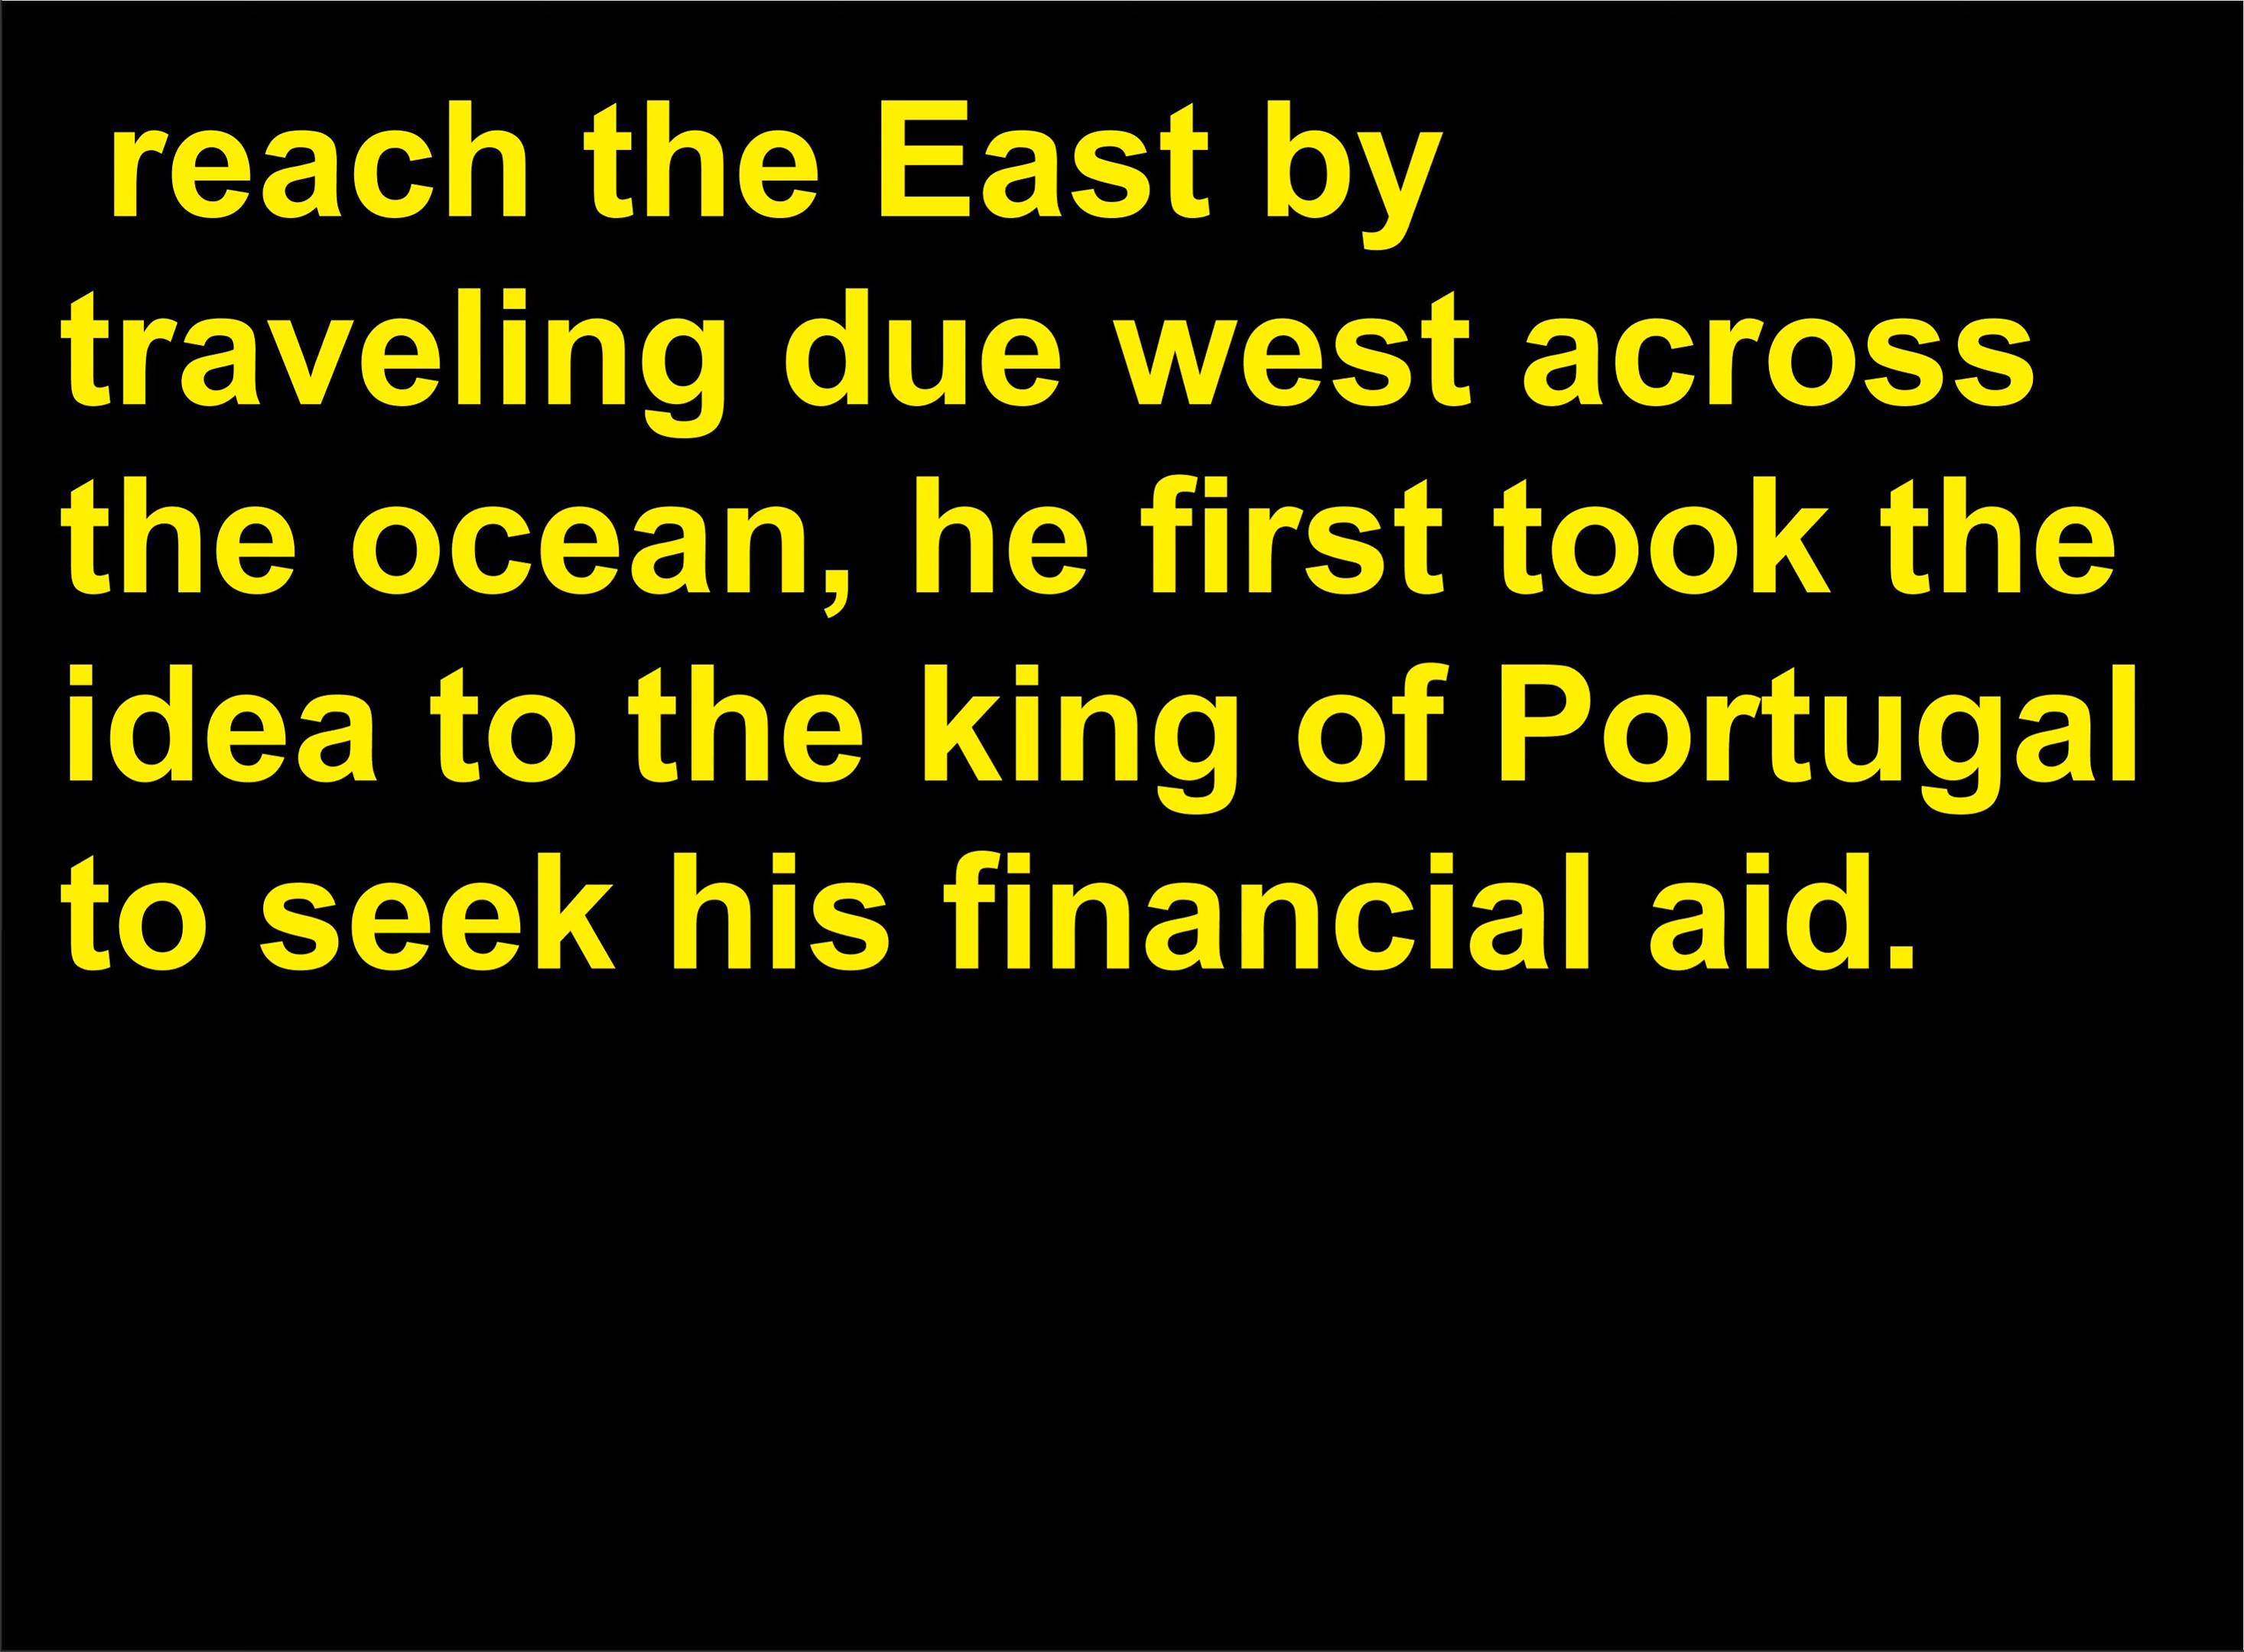 reach the East by
traveling due west across
the ocean, he first took the
idea to the king of Portugal
to seek his financial aid.